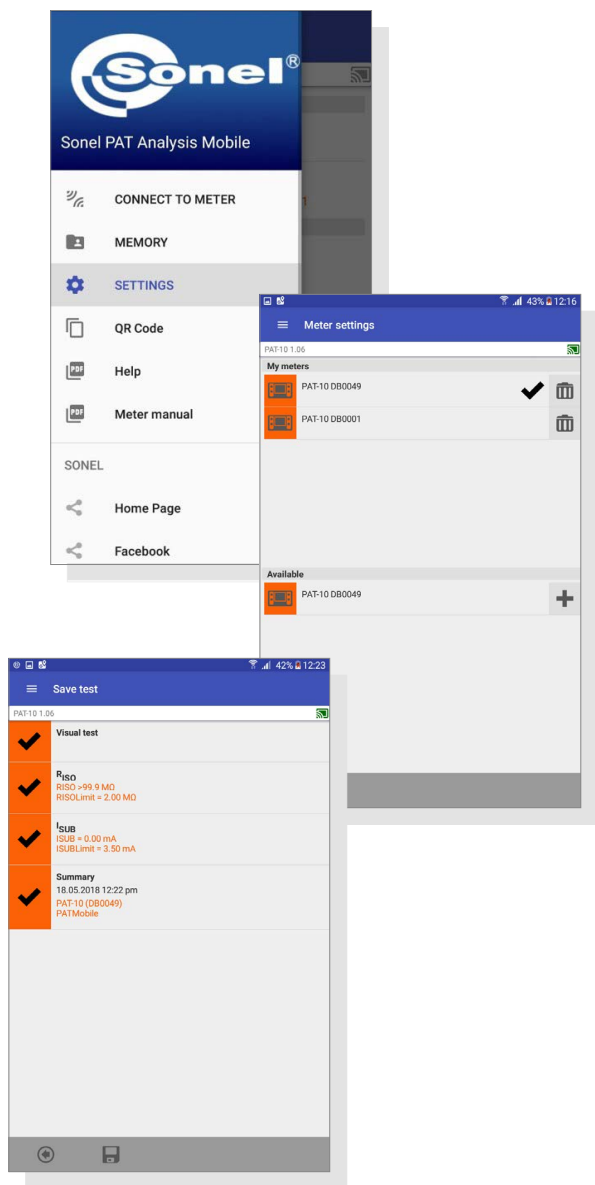 Sonel®
Sonel PAT Analysis Mobile
CONNECT TO METER
MEMORY
SETTINGS
QR Code
PDF Help
PDF Meter manual
SONEL
Home Page
Facebook
43% 12:16
Meter settings
PAT-10 1.06
My meters
PAT-10 DB0049
PAT-10 DB0001
Available
PAT-10 DB0049
42% 12:23
Save test
PAT-10 1.06
Visual test
RISO
RISO >99.9 MΩ
RISOLimit = 2.00 MΩ
ISUB
ISUB = 0.00 mA
ISUBLimit = 3.50 mA
Summary
18.05.2018 12:22 pm
PAT-10 (DB0049)
PATMobile